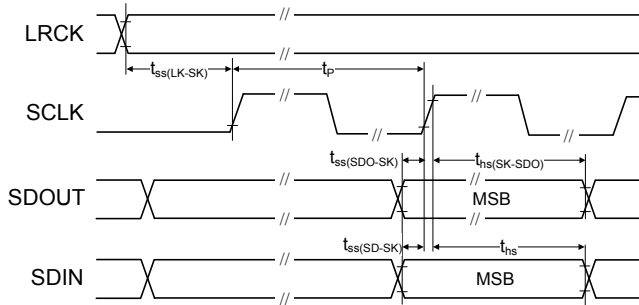 LRCK
tss(LK-SK)
tP
SCLK
tss(SDO-SK)
ths(SK-SDO)
SDOUT
MSB
tss(SD-SK)
ths
SDIN
MSB